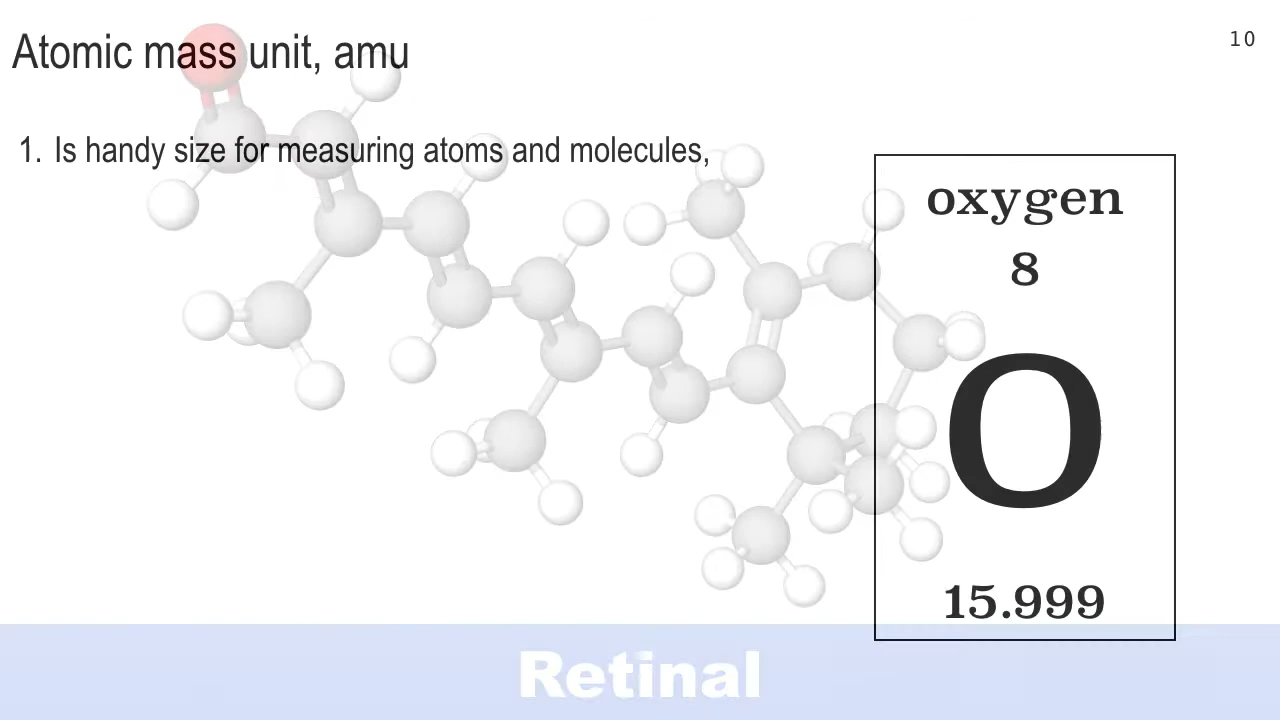 Atomic mass unit, amu
10
1. Is handy size for measuring atoms and molecules,
oxygen
8
O
15.999
Retinal